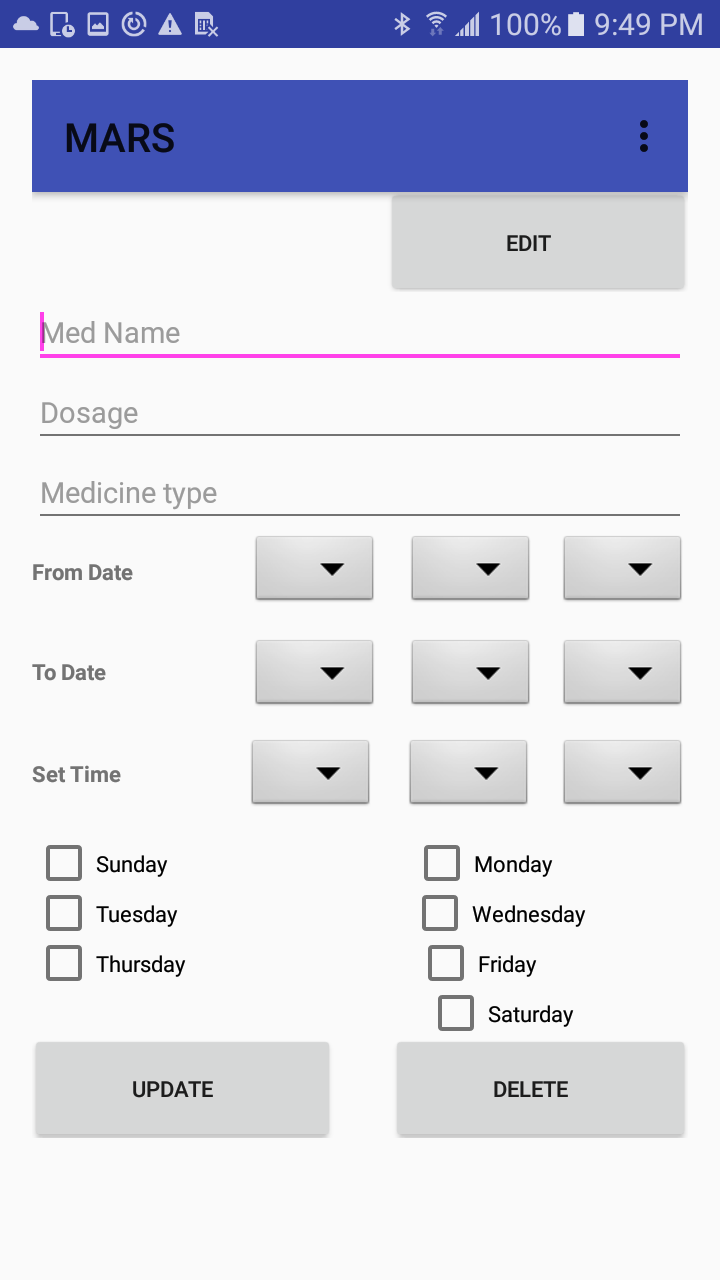 100% 9:49 PM
MARS
EDIT
Med Name
Dosage
Medicine type
From Date
To Date
Set Time
Sunday Monday
Tuesday Wednesday
Thursday Friday
Saturday
UPDATE DELETE